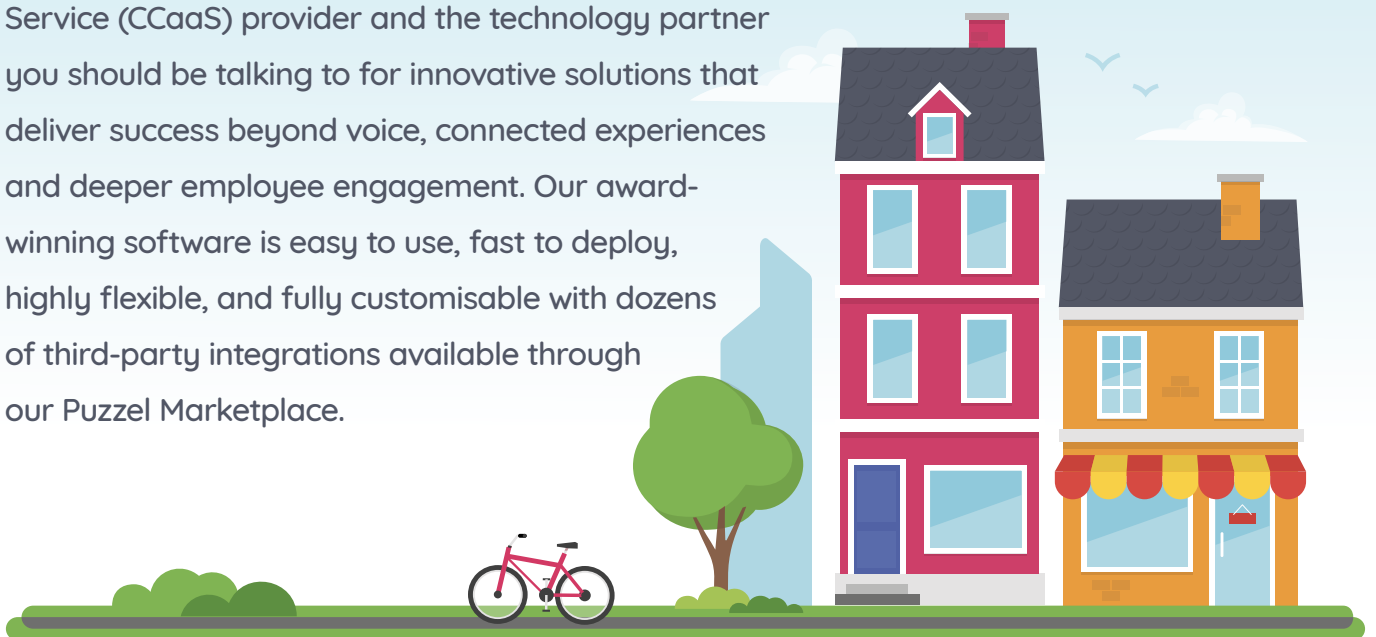 Service (CCaaS) provider and the technology partner
you should be talking to for innovative solutions that
deliver success beyond voice, connected experiences
and deeper employee engagement. Our award-
winning software is easy to use, fast to deploy,
highly flexible, and fully customisable with dozens
of third-party integrations available through
our Puzzel Marketplace.